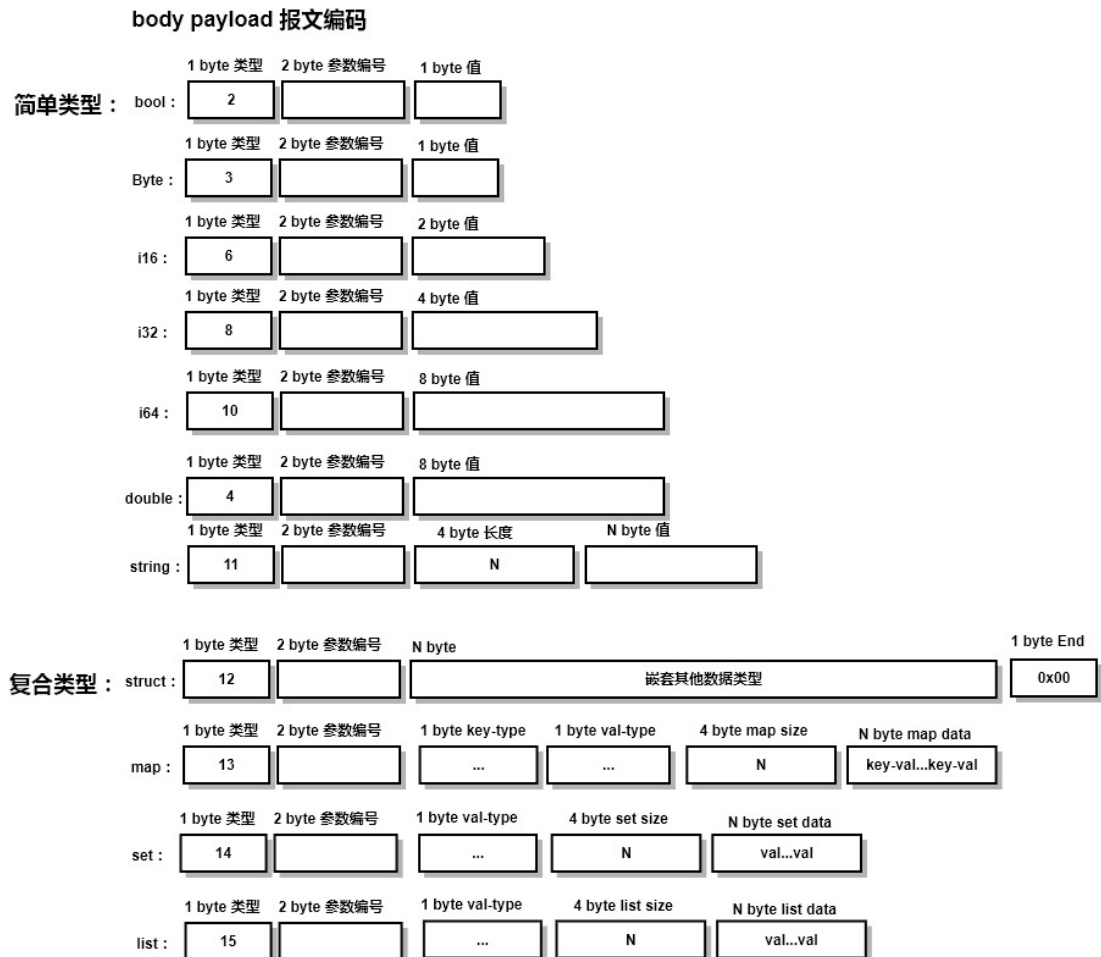 body payload 报文编码
1 byte 类型 2 byte 参数编号 1 byte 值
简单类型： bool： 2
1 byte 类型 2 byte 参数编号 1 byte 值
Byte： 3
1 byte 类型 2 byte 参数编号 2 byte 值
i16： 6
1 byte 类型 2 byte 参数编号 4 byte 值
i32： 8
1 byte 类型 2 byte 参数编号 8 byte 值
i64： 10
1 byte 类型 2 byte 参数编号 8 byte 值
double： 4
1 byte 类型 2 byte 参数编号 4 byte 长度 N byte 值
string： 11 N
1 byte 类型 2 byte 参数编号 N byte 1 byte End
复合类型： struct： 12 嵌套其他数据类型 0x00
1 byte 类型 2 byte 参数编号 1 byte key-type 1 byte val-type 4 byte map size N byte map data
map： 13 ... ... N key-val...key-val
1 byte 类型 2 byte 参数编号 1 byte val-type 4 byte set size N byte set data
set： 14 ... N val...val
1 byte 类型 2 byte 参数编号 1 byte val-type 4 byte list size N byte list data
list： 15 ... N val...val